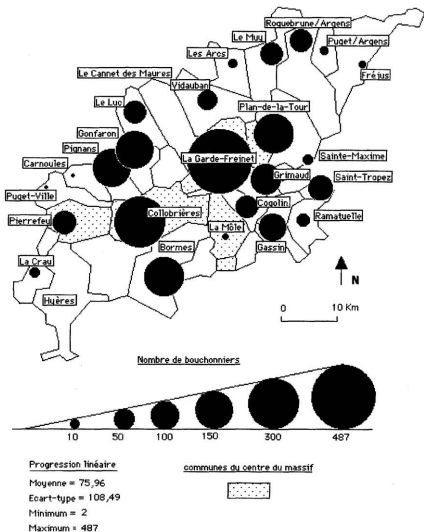 Roquebrune/Argens
Le Muy
Puget/Argens
Les Arcs
Fréjus
Le Cannet des Maures
Vidauban
Le Luc
Plan-de-la-Tour
Gonfaron
Pignans
La Garde-Freinet
Sainte-Maxime
Carnoules
Grimaud
Saint-Tropez
Puget-Ville
Cogolin
Collobrières
Ramatuelle
Pierrefeu
La Môle
Gassin
Bormes
La Crau
Hyères
N
0 10 Km
Nombre de bouchonniers
10 50 100 150 300 487
Progression linéaire
communes du centre du massif
Moyenne = 75,96
Ecart-type = 108,49
Minimum = 2
Maximum = 487